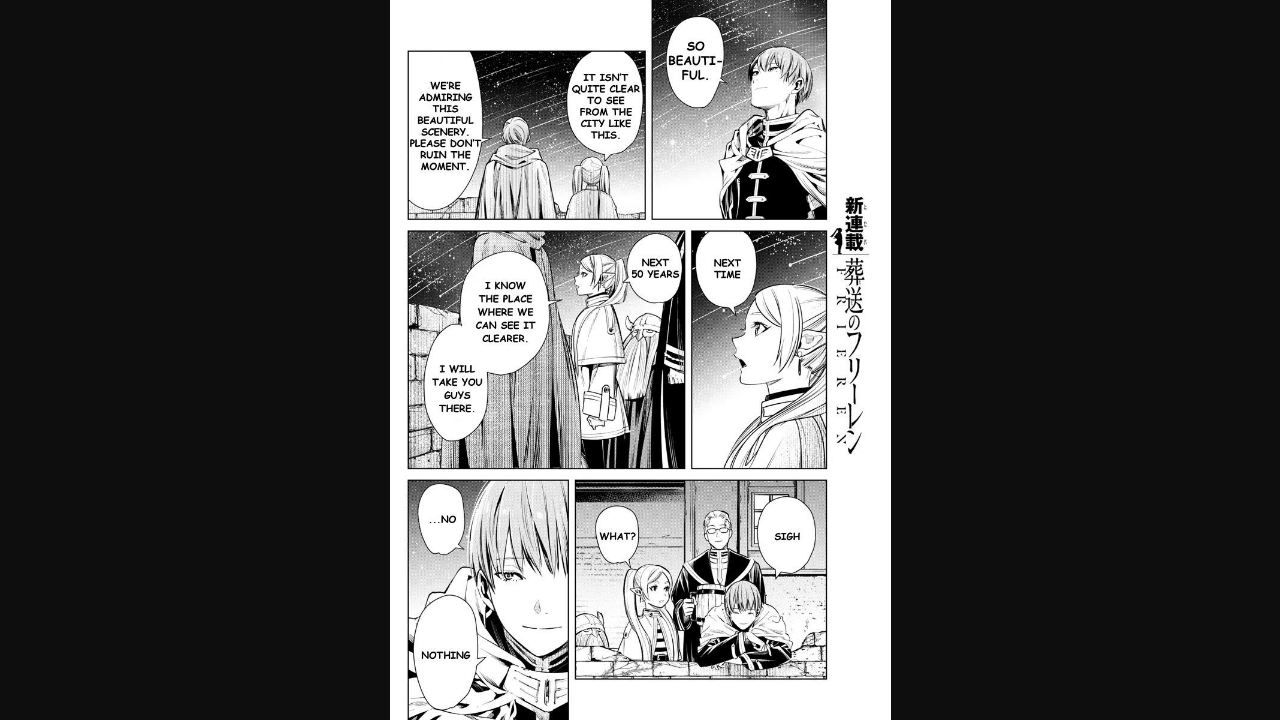 SO
BEAUTI-
FUL.
IT ISN'T
QUITE CLEAR
TO SEE
FROM THE
CITY LIKE
THIS.
WE'RE
ADMIRING
THIS
BEAUTIFUL
SCENERY.
PLEASE DON'T
RUIN THE
MOMENT.
新連載
葬送のフリーレン
FRIEREN
NEXT
TIME
NEXT
50 YEARS
I KNOW
THE PLACE
WHERE WE
CAN SEE IT
CLEARER.
I WILL
TAKE YOU
GUYS
THERE.
SIGH
WHAT?
...NO
NOTHING